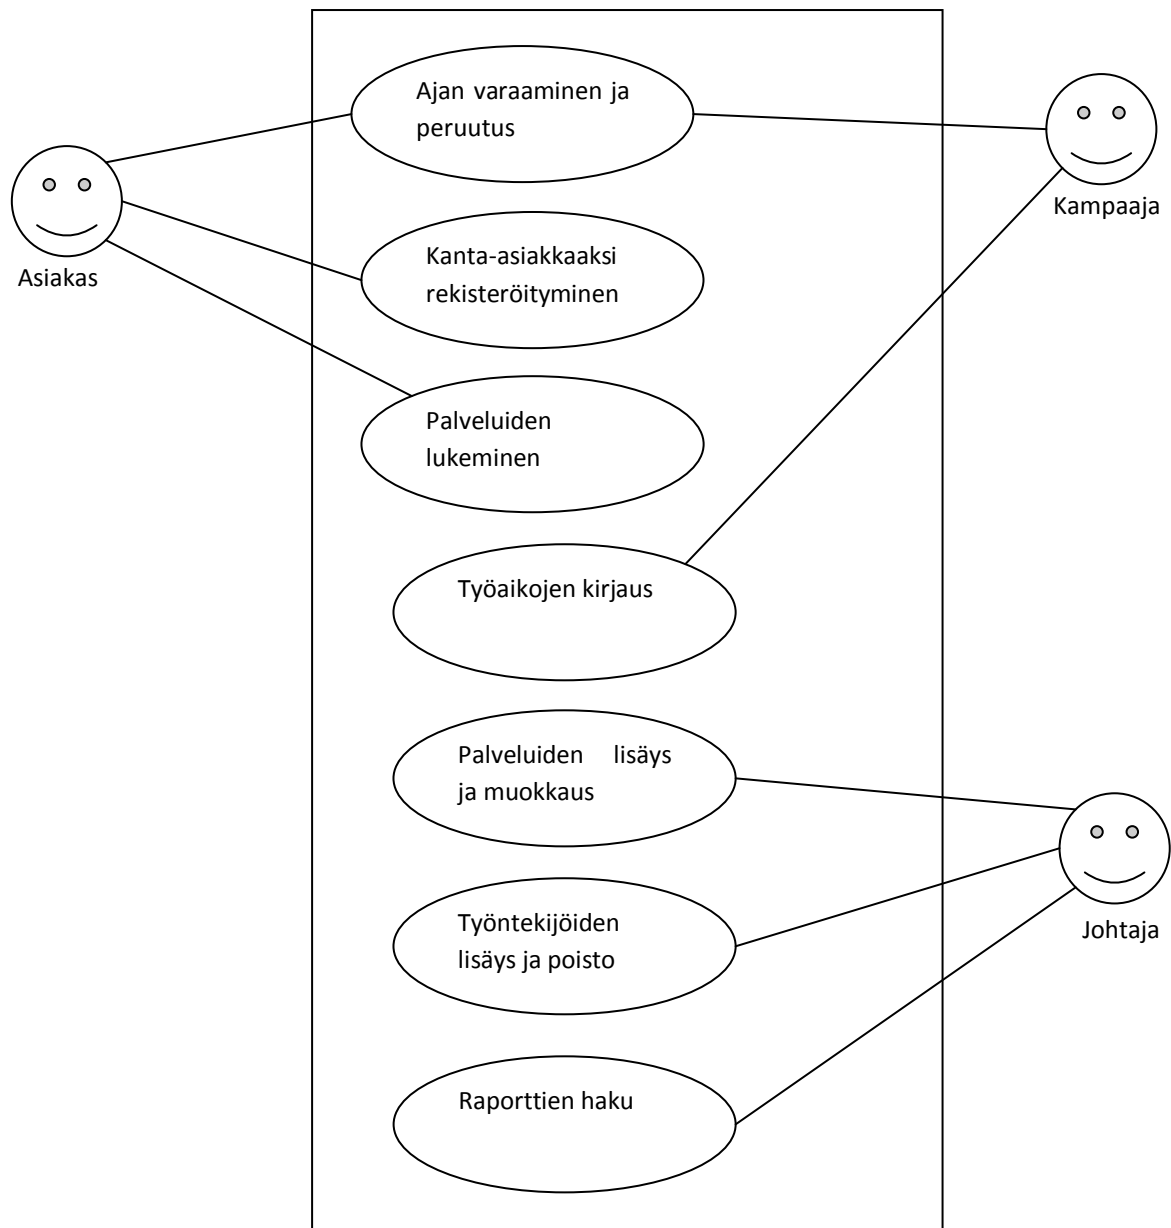 Ajan varaaminen ja
peruutus
Kampaaja
Kanta-asiakkaaksi
rekisteröityminen
Asiakas
Palveluiden
lukeminen
Työaikojen kirjaus
Palveluiden lisäys
ja muokkaus
Työntekijöiden
lisäys ja poisto
Johtaja
Raporttien haku